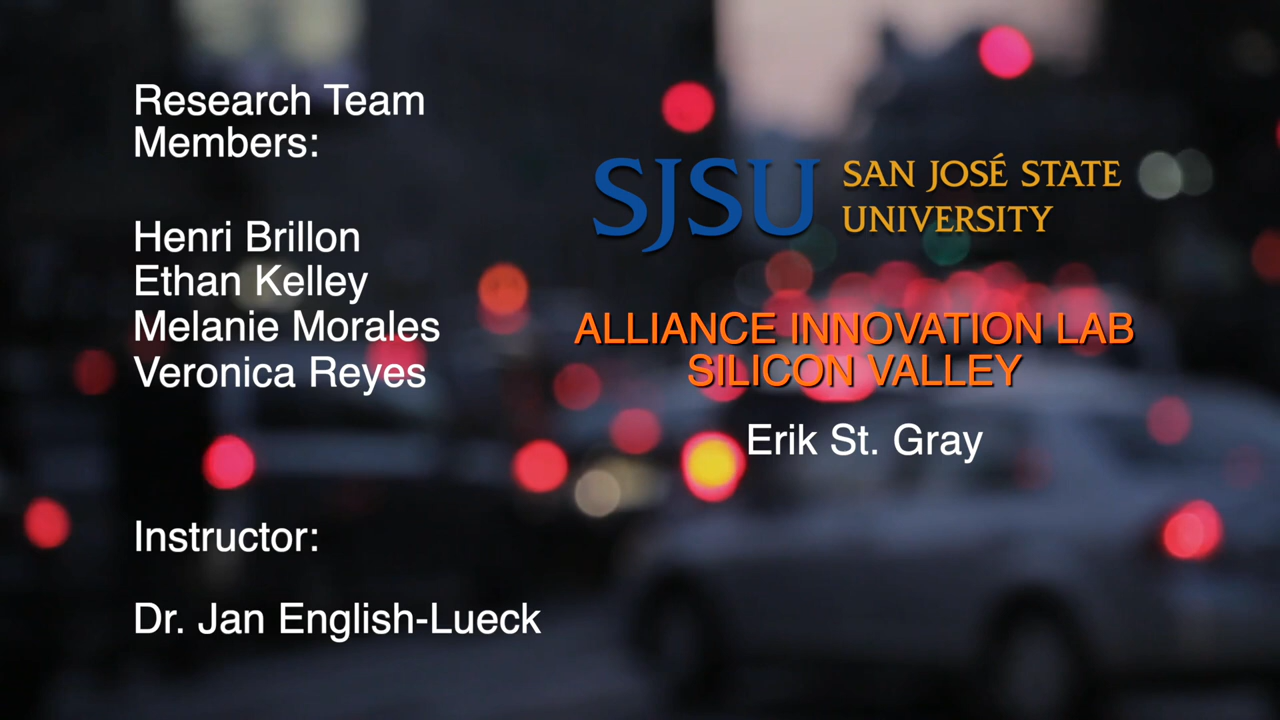 Research Team
Members:
Henri Brillon
Ethan Kelley
Melanie Morales
Veronica Reyes
Instructor:
Dr. Jan English-Lueck
SJSU SAN JOSÉ STATE
UNIVERSITY
ALLIANCE INNOVATION LAB
SILICON VALLEY
Erik St. Gray